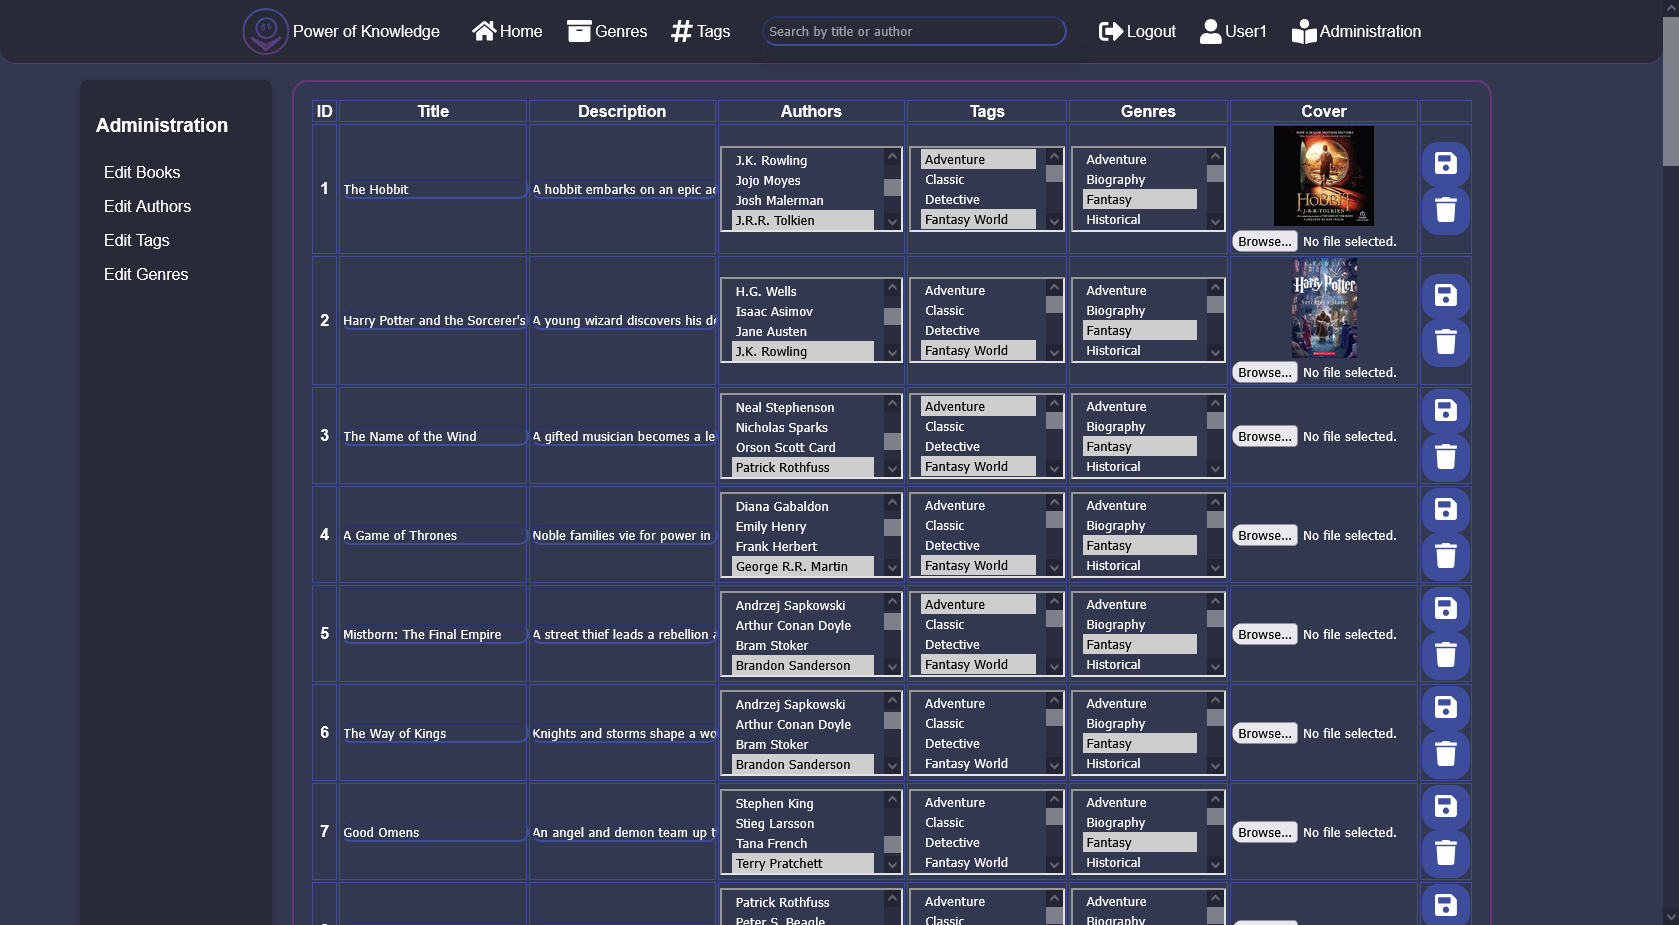 Power of Knowledge
Home
Genres
Tags
Search by title or author
Logout
User1
Administration
Administration
Edit Books
Edit Authors
Edit Tags
Edit Genres
ID Title Description Authors Tags Genres Cover
1
The Hobbit
A hobbit embarks on an epic ac
J.K. Rowling
Jojo Moyes
Josh Malerman
J.R.R. Tolkien
Adventure
Classic
Detective
Fantasy World
Adventure
Biography
Fantasy
Historical
HOBBIT
J·R·R·TOLKIEN
Browse... No file selected.
2
Harry Potter and the Sorcerer's
A young wizard discovers his de
H.G. Wells
Isaac Asimov
Jane Austen
J.K. Rowling
Adventure
Classic
Detective
Fantasy World
Adventure
Biography
Fantasy
Historical
Harry Potter
Browse... No file selected.
3
The Name of the Wind
A gifted musician becomes a le
Neal Stephenson
Nicholas Sparks
Orson Scott Card
Patrick Rothfuss
Adventure
Classic
Detective
Fantasy World
Adventure
Biography
Fantasy
Historical
Browse... No file selected.
4
A Game of Thrones
Noble families vie for power in
Diana Gabaldon
Emily Henry
Frank Herbert
George R.R. Martin
Adventure
Classic
Detective
Fantasy World
Adventure
Biography
Fantasy
Historical
Browse... No file selected.
5
Mistborn: The Final Empire
A street thief leads a rebellion a
Andrzej Sapkowski
Arthur Conan Doyle
Bram Stoker
Brandon Sanderson
Adventure
Classic
Detective
Fantasy World
Adventure
Biography
Fantasy
Historical
Browse... No file selected.
6
The Way of Kings
Knights and storms shape a wo
Andrzej Sapkowski
Arthur Conan Doyle
Bram Stoker
Brandon Sanderson
Adventure
Classic
Detective
Fantasy World
Adventure
Biography
Fantasy
Historical
Browse... No file selected.
7
Good Omens
An angel and demon team up t
Stephen King
Stieg Larsson
Tana French
Terry Pratchett
Adventure
Classic
Detective
Fantasy World
Adventure
Biography
Fantasy
Historical
Browse... No file selected.
Patrick Rothfuss
Peter S. Beagle
Adventure
Classic
Adventure
Biography